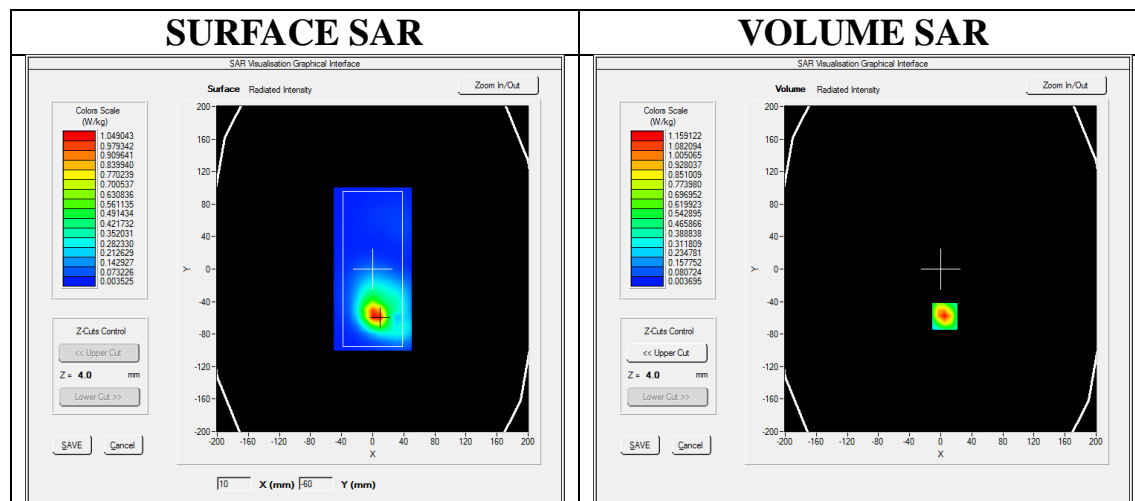 SURFACE SAR
VOLUME SAR
SAR Visualisation Graphical Interface
Surface Radiated Intensity
Zoom In/Out
Colors Scale
(W/kg)
1.049043
0.979342
0.909641
0.839940
0.770239
0.700537
0.630836
0.561135
0.491434
0.421732
0.352031
0.282330
0.212629
0.142927
0.073226
0.003525
200
160
120
80
40
0
-40
-80
-120
-160
-200
Y
-200 -160 -120 -80 -40 0 40 80 120 160 200
X
Z-Cuts Control
<< Upper Cut
Z = 4.0 mm
Lower Cut >>
SAVE Cancel
10 X (mm) -60 Y (mm)
SAR Visualisation Graphical Interface
Volume Radiated Intensity
Zoom In/Out
Colors Scale
(W/kg)
1.159122
1.082094
1.005065
0.928037
0.851009
0.773980
0.696952
0.619923
0.542895
0.465866
0.388838
0.311809
0.234781
0.157752
0.080724
0.003695
200
160
120
80
40
0
-40
-80
-120
-160
-200
Y
-200 -160 -120 -80 -40 0 40 80 120 160 200
X
Z-Cuts Control
<< Upper Cut
Z = 4.0 mm
Lower Cut >>
SAVE Cancel